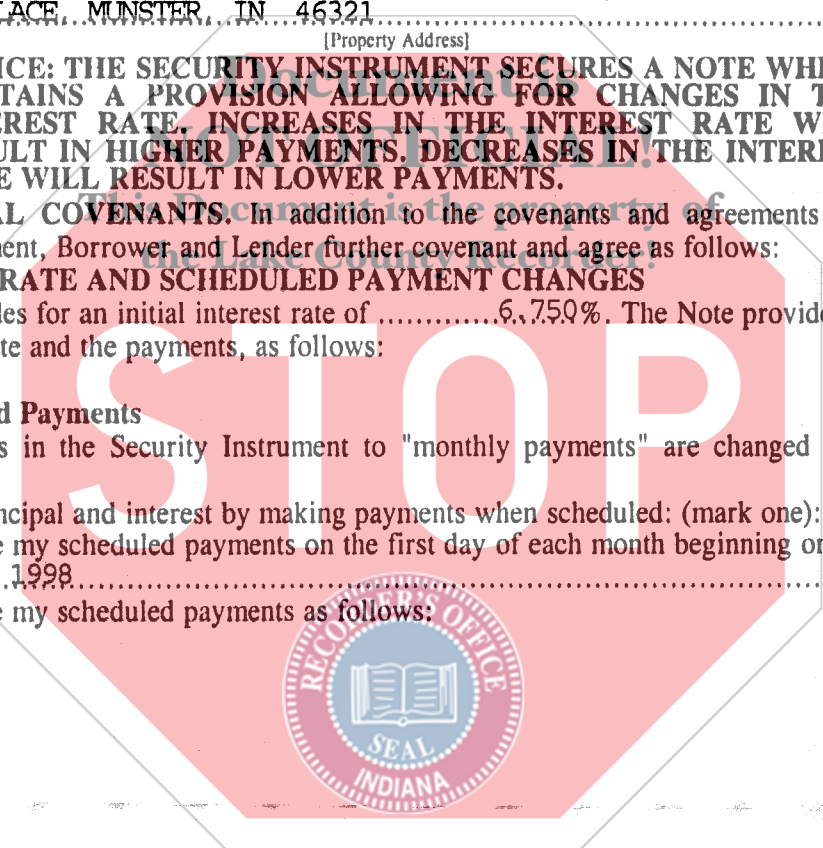 LACE, MUNSTER, IN 46321
[Property Address]
ICE: THE SECURITY INSTRUMENT SECURES A NOTE WHI
TAINS A PROVISION ALLOWING FOR CHANGES IN T
EREST RATE. INCREASES IN THE INTEREST RATE W
ULT IN HIGHER PAYMENTS. DECREASES IN THE INTERE
E WILL RESULT IN LOWER PAYMENTS.
AL COVENANTS. In addition to the covenants and agreements
ent, Borrower and Lender further covenant and agree as follows:
RATE AND SCHEDULED PAYMENT CHANGES
les for an initial interest rate of .............6.750%. The Note provide
te and the payments, as follows:
d Payments
s in the Security Instrument to "monthly payments" are changed
ncipal and interest by making payments when scheduled: (mark one):
e my scheduled payments on the first day of each month beginning on
1998
e my scheduled payments as follows:
Document is
NOT OFFICIAL!
This Document is the property of
the Lake County Recorder!
STOP
RECORDER'S OFFICE
SEAL
INDIANA